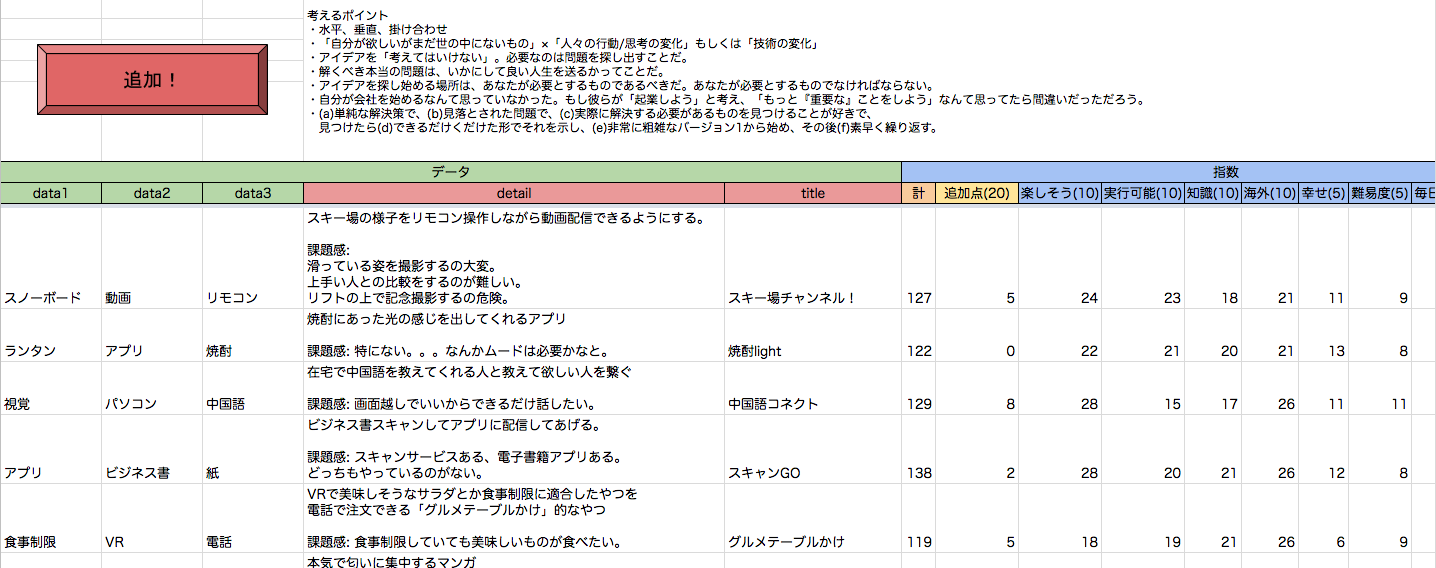 考えるポイント
・水平、垂直、掛け合わせ
・「自分が欲しいがまだ世の中にないもの」×「人々の行動/思考の変化」もしくは「技術の変化」
・アイデアを「考えてはいけない」。必要なのは問題を探し出すことだ。
・解くべき本当の問題は、いかにして良い人生を送るかってことだ。
・アイデアを探し始める場所は、あなたが必要とするものであるべきだ。あなたが必要とするものでなければならない。
・自分が会社を始めるなんて思っていなかった。もし彼らが「起業しよう」と考え、「もっと『重要な』ことをしよう」なんて思ってたら間違いだっただろう。
・(a)単純な解決策で、(b)見落とされた問題で、(c)実際に解決する必要があるものを見つけることが好きで、
見つけたら(d)できるだけくだけた形でそれを示し、(e)非常に粗雑なバージョン1から始め、その後(f)素早く繰り返す。
追加！
データ 指数
data1 data2 data3 detail title 計 追加点(20) 楽しそう(10) 実行可能(10) 知識(10) 海外(10) 幸せ(5) 難易度(5) 毎日
スキー場の様子をリモコン操作しながら動画配信できるようにする。
課題感:
滑っている姿を撮影するの大変。
上手い人との比較をするのが難しい。
スノーボード 動画 リモコン リフトの上で記念撮影するの危険。 スキー場チャンネル！ 127 5 24 23 18 21 11 9
焼酎にあった光の感じを出してくれるアプリ
ランタン アプリ 焼酎 課題感: 特にない。。。なんかムードは必要かなと。 焼酎light 122 0 22 21 20 21 13 8
在宅で中国語を教えてくれる人と教えて欲しい人を繋ぐ
視覚 パソコン 中国語 課題感: 画面越しでいいからできるだけ話したい。 中国語コネクト 129 8 28 15 17 26 11 11
ビジネス書スキャンしてアプリに配信してあげる。
課題感: スキャンサービスある、電子書籍アプリある。
アプリ ビジネス書 紙 どっちもやっているのがない。 スキャンGO 138 2 28 20 21 26 12 8
VRで美味しそうなサラダとか食事制限に適合したやつを
電話で注文できる「グルメテーブルかけ」的なやつ
食事制限 VR 電話 課題感: 食事制限していても美味しいものが食べたい。 グルメテーブルかけ 119 5 18 19 21 26 6 9
本気で匂いに集中するマンガ